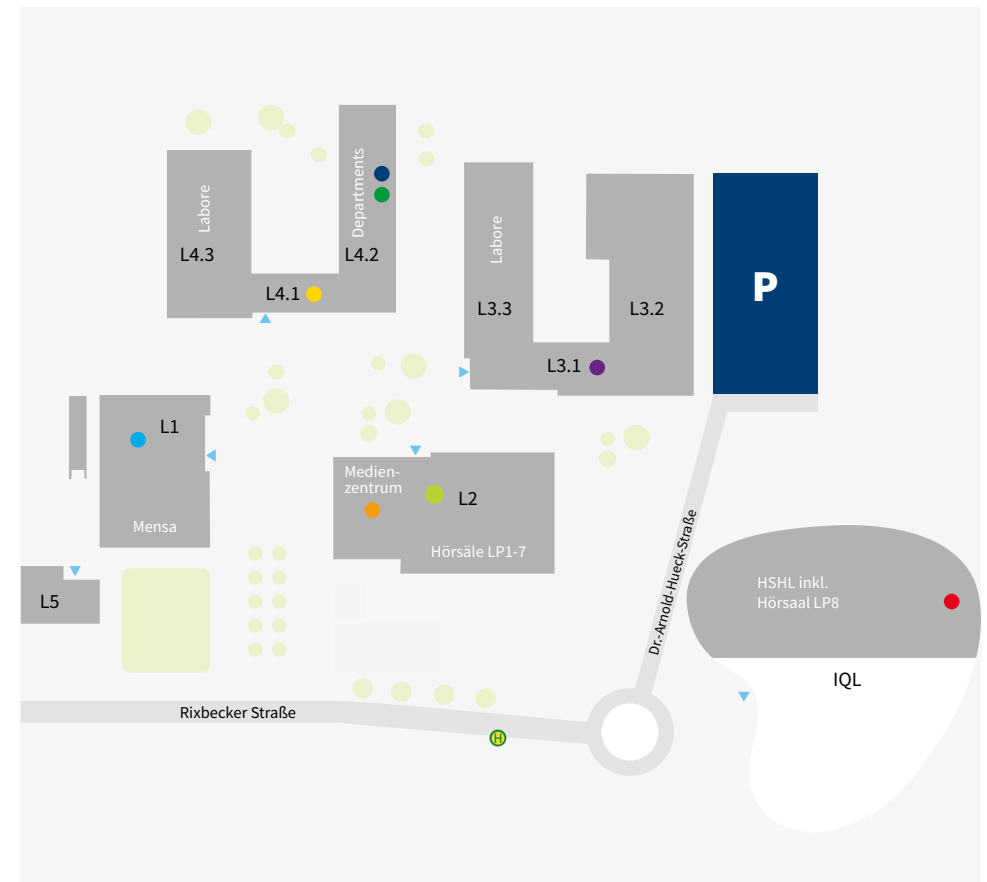 Labore
L4.3
Departments
L4.2
L4.1
Labore
L3.3
L3.2
L3.1
P
L1
Mensa
Medien-
zentrum
L2
Hörsäle LP1-7
L5
Dr.-Arnold-Hueck-Straße
HSHL inkl.
Hörsaal LP8
IQL
Rixbecker Straße
H